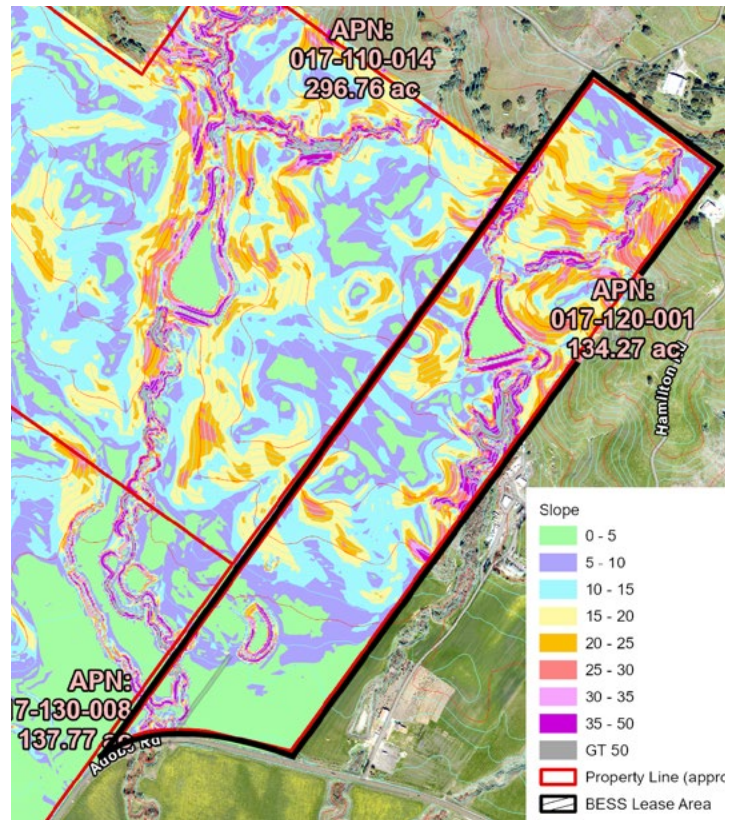 APN:
017-110-014
296.76 ac
APN:
017-120-001
134.27 ac
Hamilton
APN:
7-130-008
137.77
Adobe Rd
Slope
0 - 5
5 - 10
10 - 15
15 - 20
20 - 25
25 - 30
30 - 35
35 - 50
GT 50
Property Line (appro
BESS Lease Area